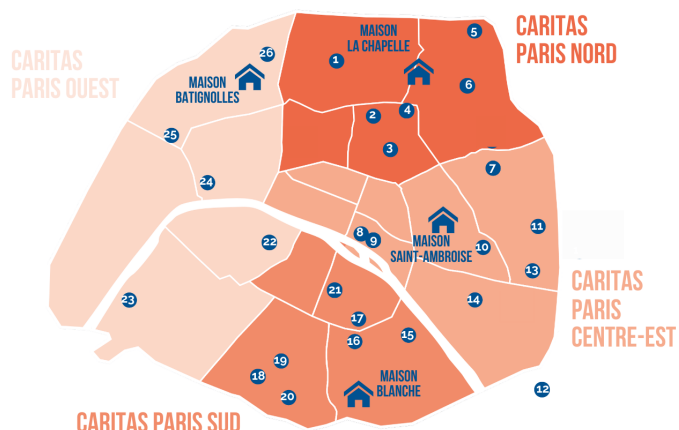 CARITAS
PARIS NORD
5
MAISON
LA CHAPELLE
26
1
CARITAS
PARIS OUEST
MAISON
BATIGNOLLES
6
4
2
25
3
7
24
11
8
9
22
10
MAISON
SAINT-AMBROISE
13
CARITAS
PARIS
CENTRE-EST
21
23
14
17
16
15
19
18
MAISON
BLANCHE
20
12
CARITAS PARIS SUD